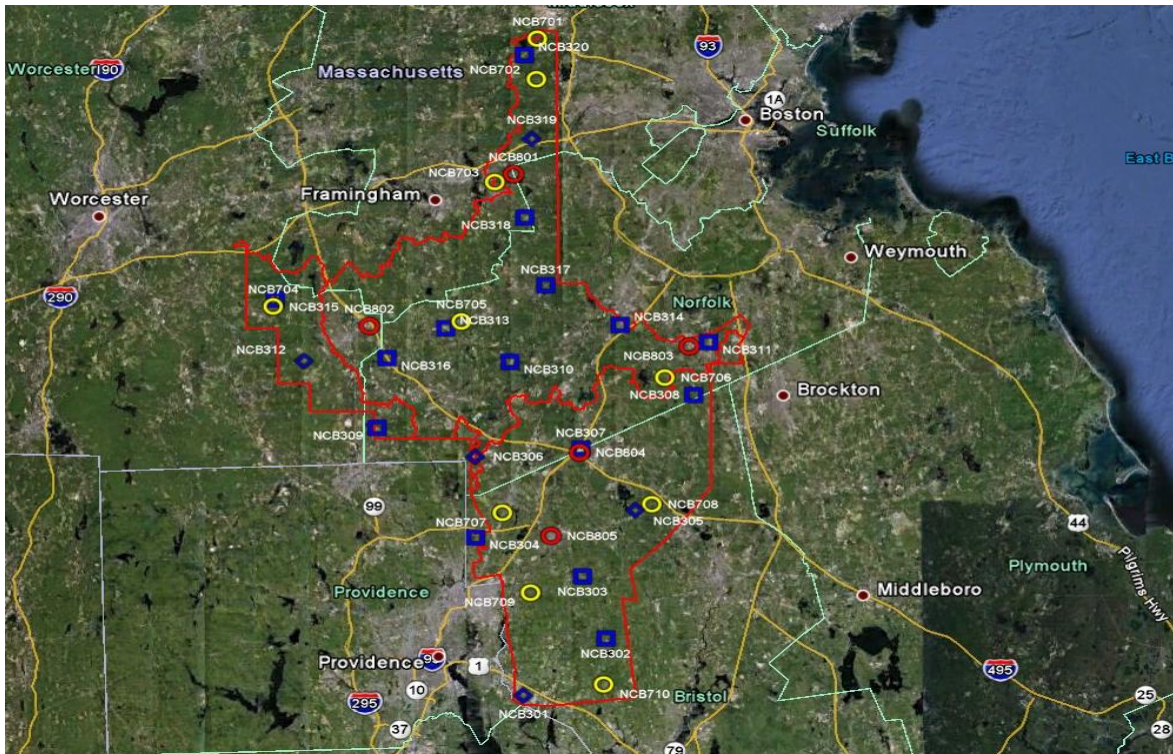 NCB701
NCB320
93
Worcester
190
Massachusetts
NCB702
1A
Boston
NCB319
Suffolk
NCB801
NCB703
Framingham
Worcester
NCB318
Weymouth
NCB317
290
NCB704
NCB315
NCB802
NCB705
NCB313
Norfolk
NCB314
NCB803
NCB311
NCB312
NCB316
NCB310
NCB706
NCB308
Brockton
NCB309
NCB307
NCB804
NCB306
99
NCB708
NCB305
NCB707
NCB304
NCB805
44
Pilgrims Hwy
Plymouth
Providence
NCB709
NCB303
Middleboro
NCB302
Providence
1
495
10
295
NCB710
Bristol
NCB301
25
37
28
79